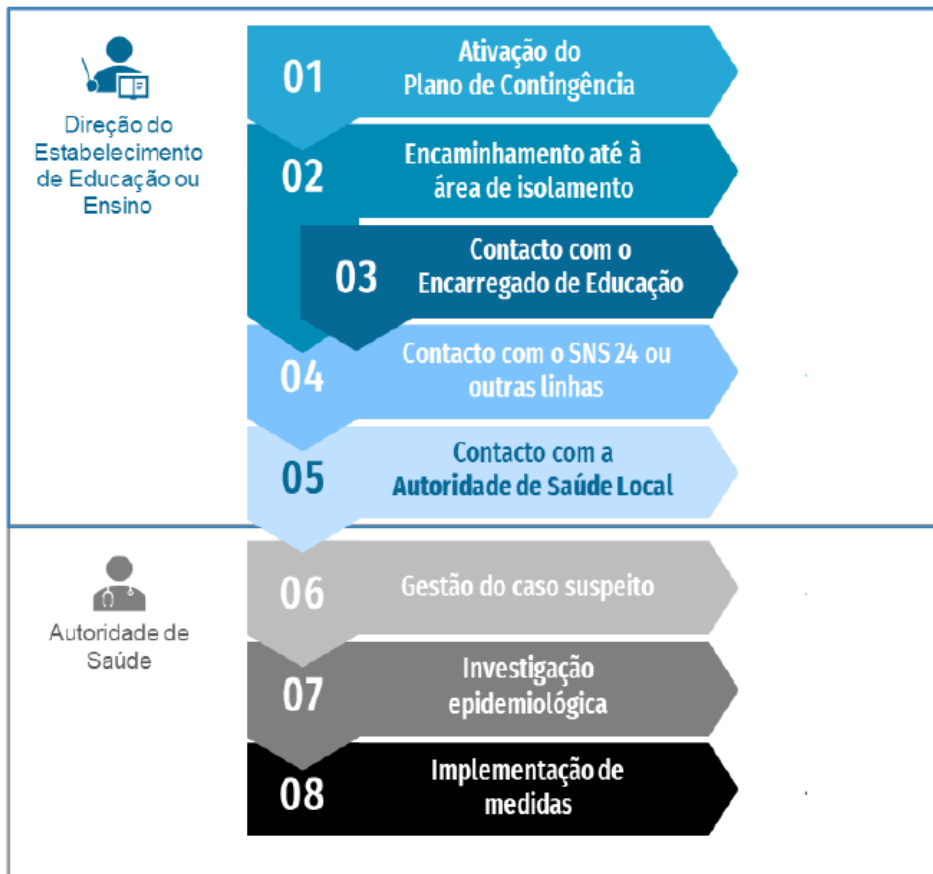 Direção do
Estabelecimento
de Educação ou
Ensino
01
Ativação do
Plano de Contingência
02
Encaminhamento até à
área de isolamento
03
Contacto com o
Encarregado de Educação
04
Contacto com o SNS 24 ou
outras linhas
05
Contacto com a
Autoridade de Saúde Local
Autoridade de
Saúde
06
Gestão do caso suspeito
07
Investigação
epidemiológica
08
Implementação de
medidas